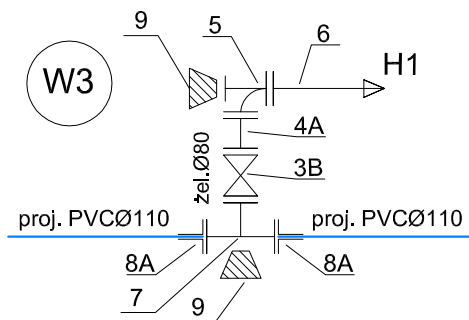 9
5
6
W3
H1
4A
żel.Ø80
3B
proj. PVCØ110
proj. PVCØ110
8A
8A
7
9